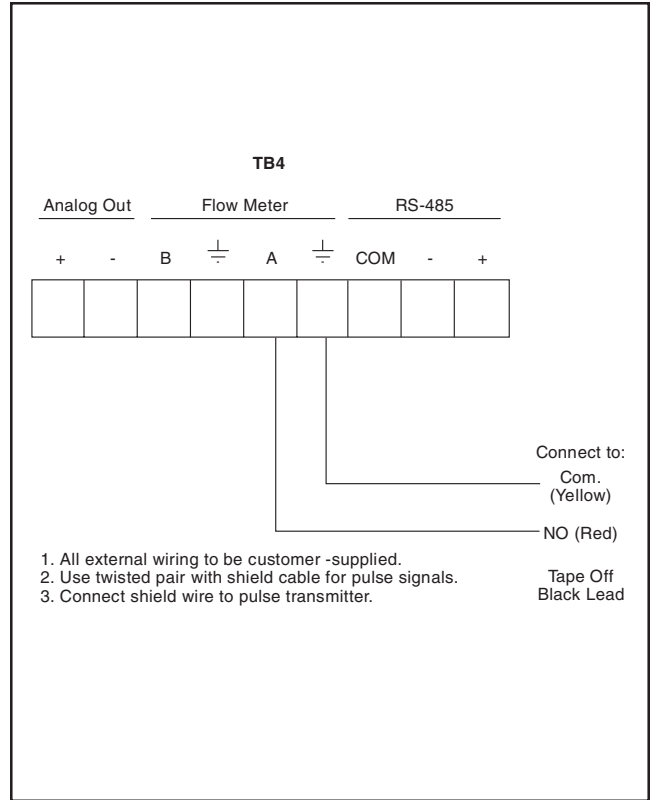 TB4
Analog Out Flow Meter RS-485
+ - B A COM - +
Connect to:
Com.
(Yellow)
NO (Red)
1. All external wiring to be customer -supplied.
2. Use twisted pair with shield cable for pulse signals.
3. Connect shield wire to pulse transmitter.
Tape Off
Black Lead